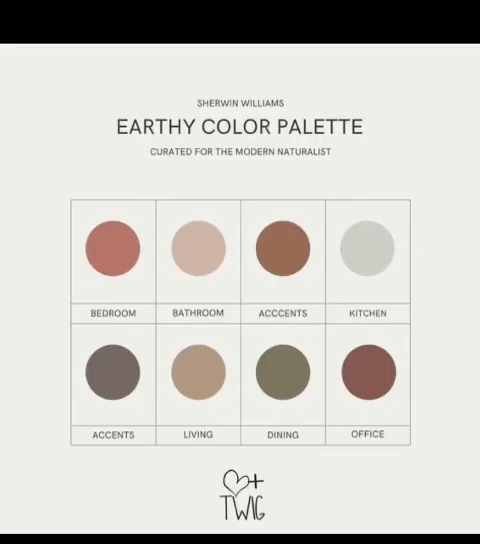 SHERWIN WILLIAMS
EARTHY COLOR PALETTE
CURATED FOR THE MODERN NATURALIST
BEDROOM BATHROOM ACCCENTS KITCHEN
ACCENTS LIVING DINING OFFICE
+
TWIG